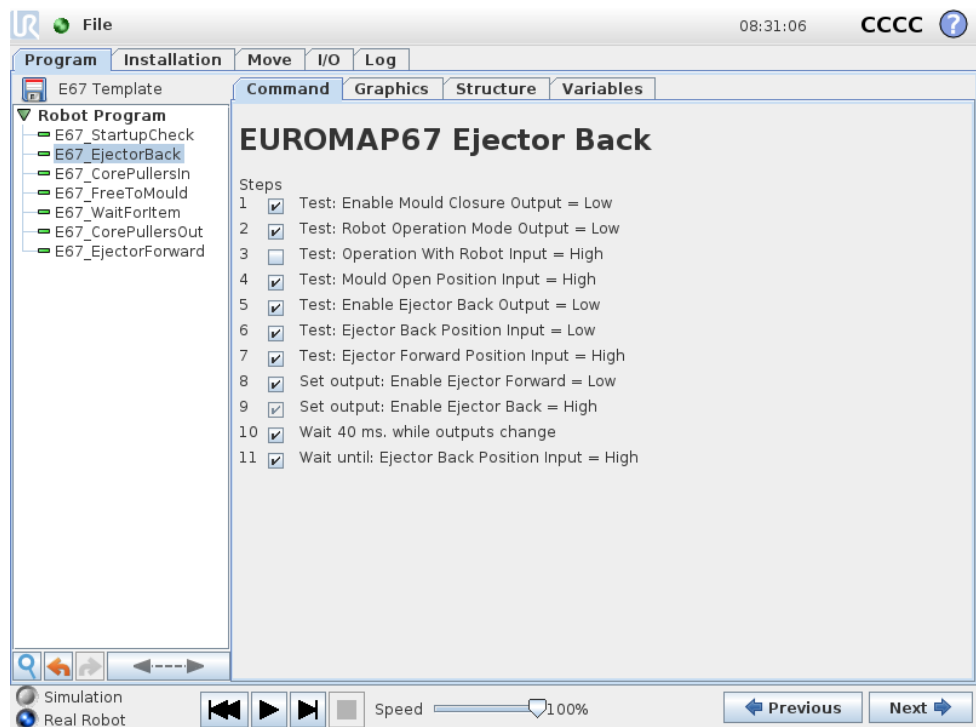 UR File 08:31:06 CCCC ?
Program Installation Move I/O Log
E67 Template Command Graphics Structure Variables
Robot Program
E67_StartupCheck
E67_EjectorBack
E67_CorePullersIn
E67_FreeToMould
E67_WaitForItem
E67_CorePullersOut
E67_EjectorForward
EUROMAP67 Ejector Back
Steps
1 Test: Enable Mould Closure Output = Low
2 Test: Robot Operation Mode Output = Low
3 Test: Operation With Robot Input = High
4 Test: Mould Open Position Input = High
5 Test: Enable Ejector Back Output = Low
6 Test: Ejector Back Position Input = Low
7 Test: Ejector Forward Position Input = High
8 Set output: Enable Ejector Forward = Low
9 Set output: Enable Ejector Back = High
10 Wait 40 ms. while outputs change
11 Wait until: Ejector Back Position Input = High
Simulation
Real Robot
Speed 100% Previous Next